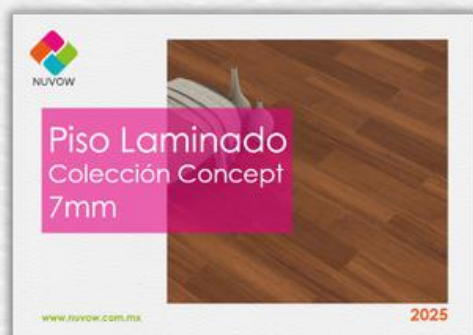 NUVOW
Piso Laminado
Colección Concept
7mm
www.nuvow.com.mx
2025